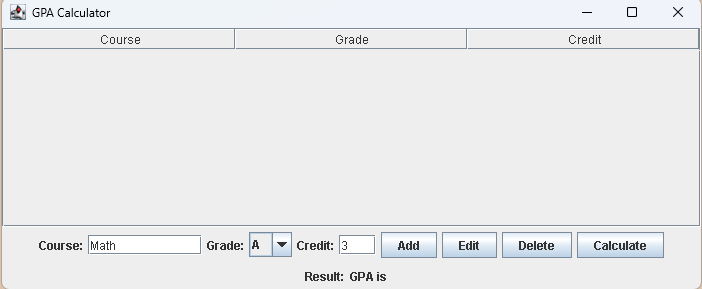 GPA Calculator
Course Grade Credit
Course: Math Grade: A Credit: 3 Add Edit Delete Calculate
Result: GPA is